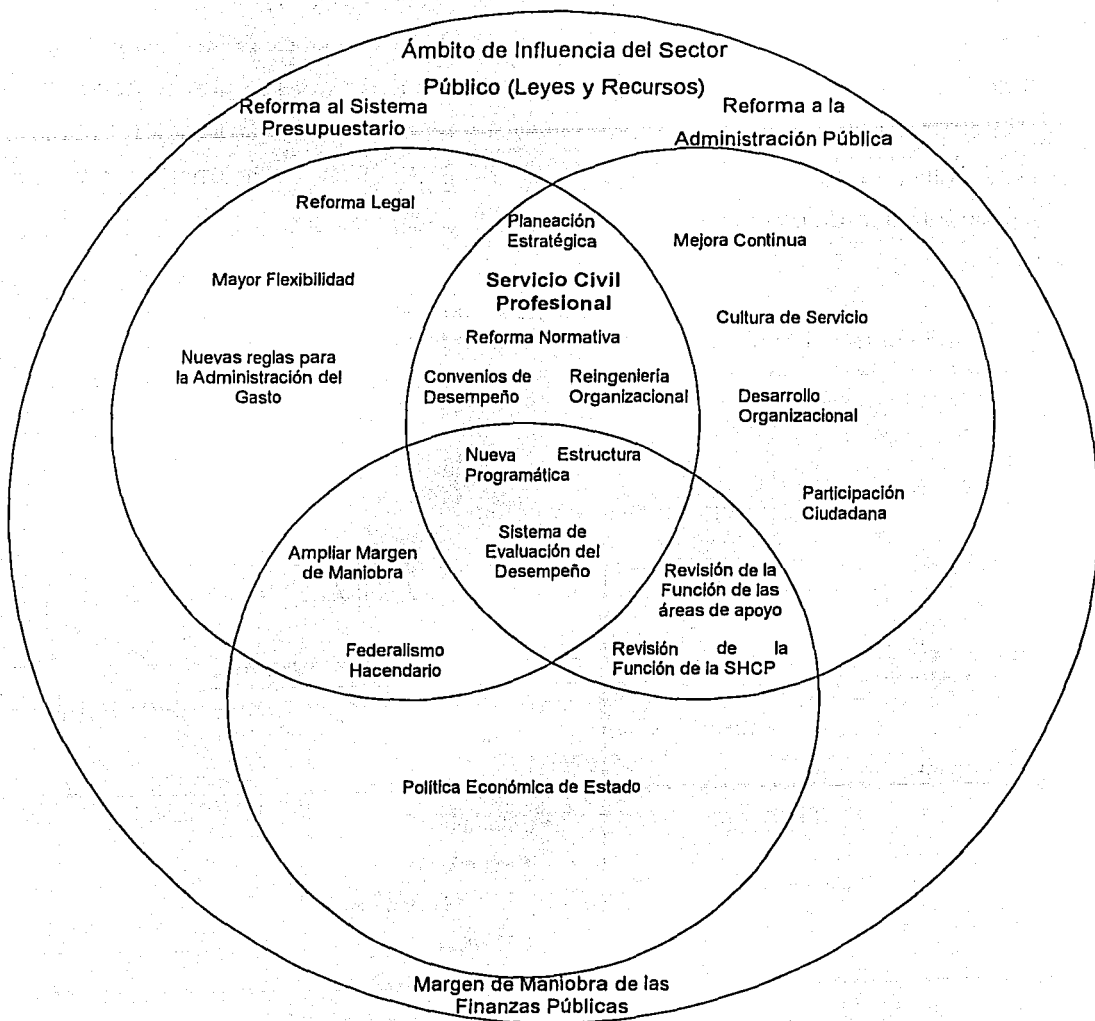 Ámbito de Influencia del Sector
Público (Leyes y Recursos)
Reforma al Sistema
Presupuestario
Reforma a la
Administración Pública
Reforma Legal
Mayor Flexibilidad
Nuevas reglas para
la Administración del
Gasto
Planeación
Estratégica
Servicio Civil
Profesional
Reforma Normativa
Convenios de
Desempeño
Reingeniería
Organizacional
Mejora Continua
Cultura de Servicio
Desarrollo
Organizacional
Participación
Ciudadana
Nueva Estructura
Programática
Sistema de
Evaluación del
Desempeño
Ampliar Margen
de Maniobra
Federalismo
Hacendario
Revisión de la
Función de las
áreas de apoyo
Revisión de la
Función de la SHCP
Política Económica de Estado
Margen de Maniobra de las
Finanzas Públicas